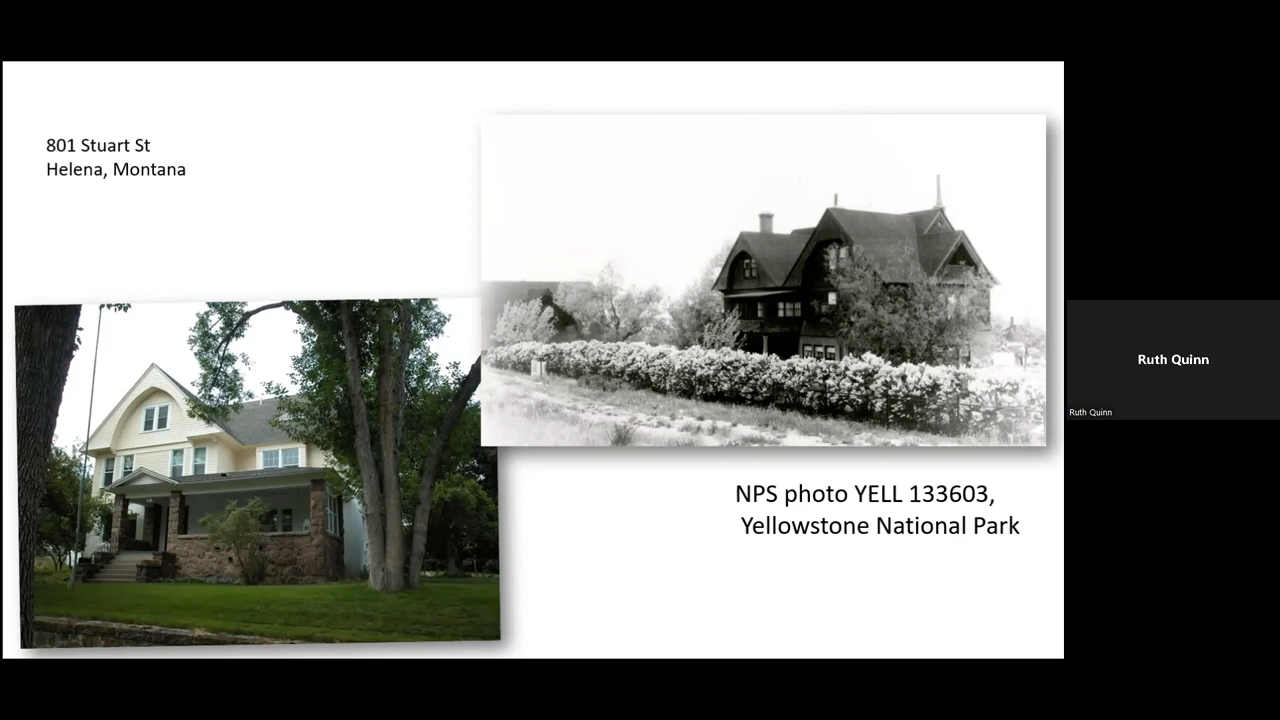 801 Stuart St
Helena, Montana
NPS photo YELL 133603,
Yellowstone National Park
Ruth Quinn
Ruth Quinn